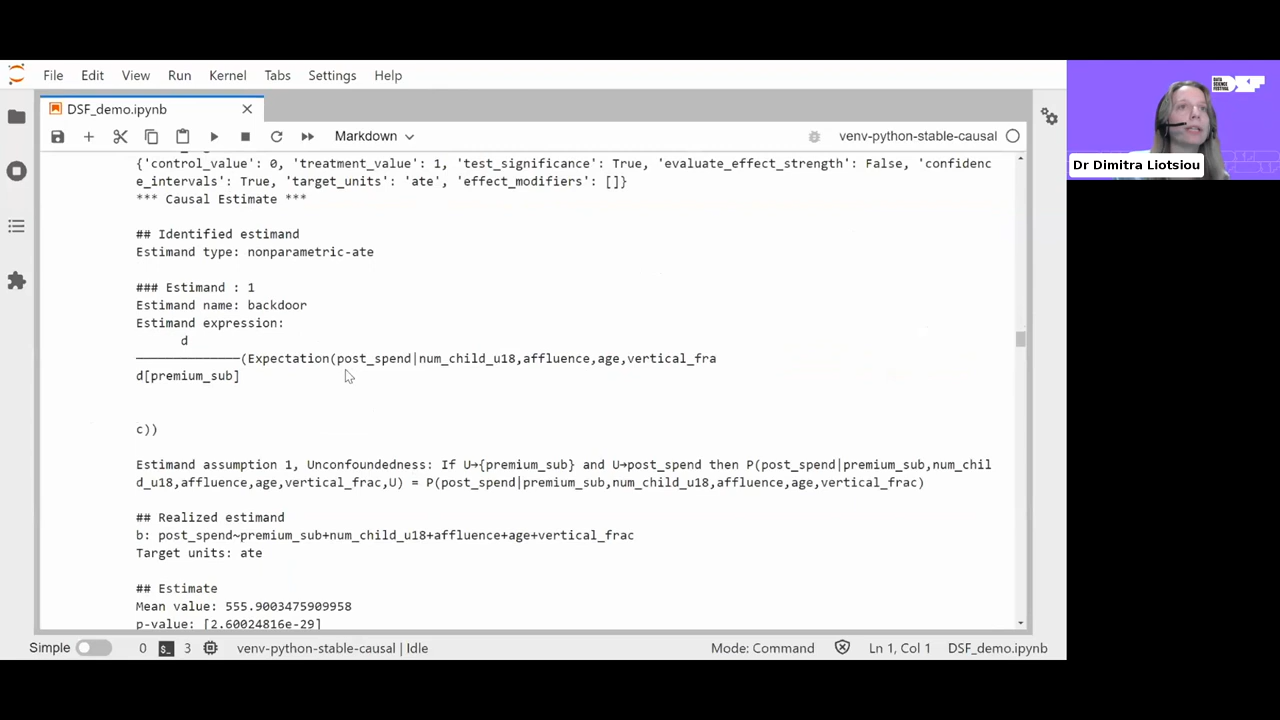 File Edit View Run Kernel Tabs Settings Help
DSF_demo.ipynb
Markdown
venv-python-stable-causal
DATA SCIENCE FESTIVAL
Dr Dimitra Liotsiou
{'control_value': 0, 'treatment_value': 1, 'test_significance': True, 'evaluate_effect_strength': False, 'confidenc
e_intervals': True, 'target_units': 'ate', 'effect_modifiers': []}
*** Causal Estimate ***
## Identified estimand
Estimand type: nonparametric-ate
### Estimand : 1
Estimand name: backdoor
Estimand expression:
d
──────────────(Expectation(post_spend|num_child_u18,affluence,age,vertical_fra
d[premium_sub]
c))
Estimand assumption 1, Unconfoundedness: If U→{premium_sub} and U→post_spend then P(post_spend|premium_sub,num_chil
d_u18,affluence,age,vertical_frac,U) = P(post_spend|premium_sub,num_child_u18,affluence,age,vertical_frac)
## Realized estimand
b: post_spend~premium_sub+num_child_u18+affluence+age+vertical_frac
Target units: ate
## Estimate
Mean value: 555.9003475909958
p-value: [2.60024816e-29]
Simple 0 $_ 3 venv-python-stable-causal | Idle Mode: Command Ln 1, Col 1 DSF_demo.ipynb